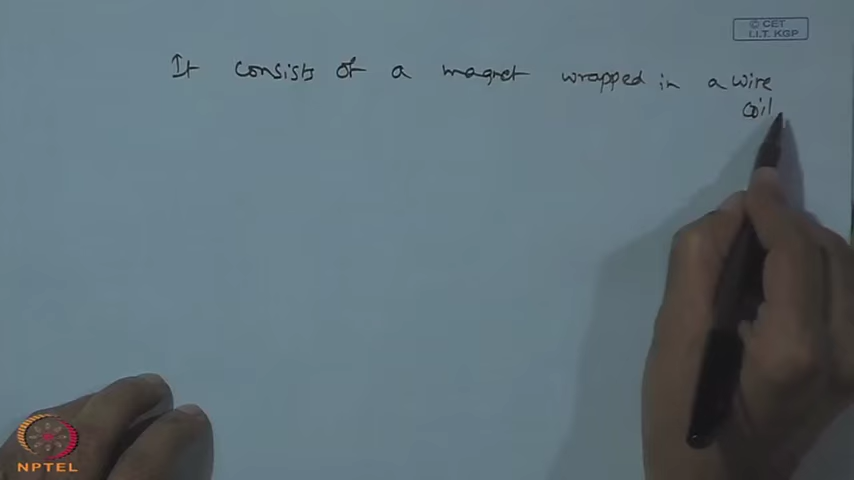 © CET
I.I.T. KGP
It consists of a magnet wrapped in a wire
coil
NPTEL